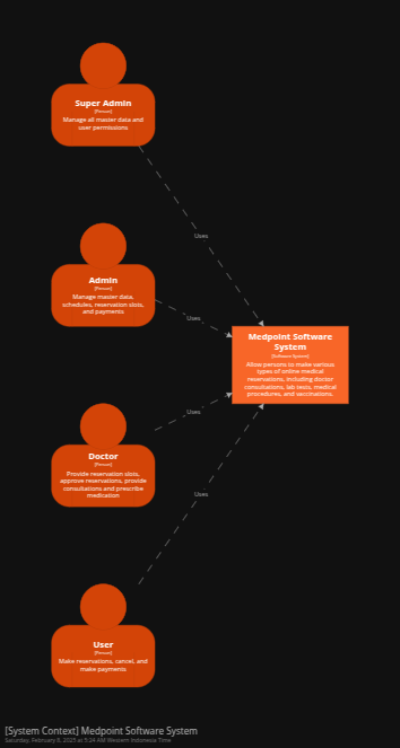 Super Admin
[Person]
Manage all master data and
user permissions
Uses
Admin
[Person]
Manage master data,
schedules, reservation slots,
and payments
Uses
Medpoint Software
System
[Software System]
Allow persons to make various
types of online medical
reservations, including doctor
consultations, lab tests, medical
procedures, and vaccinations.
Uses
Doctor
[Person]
Provide reservation slots,
approve reservations, provide
consultations and prescribe
medication
Uses
User
[Person]
Make reservations, cancel, and
make payments
[System Context] Medpoint Software System
Saturday, February 8, 2025 at 5:24 AM Western Indonesia Time